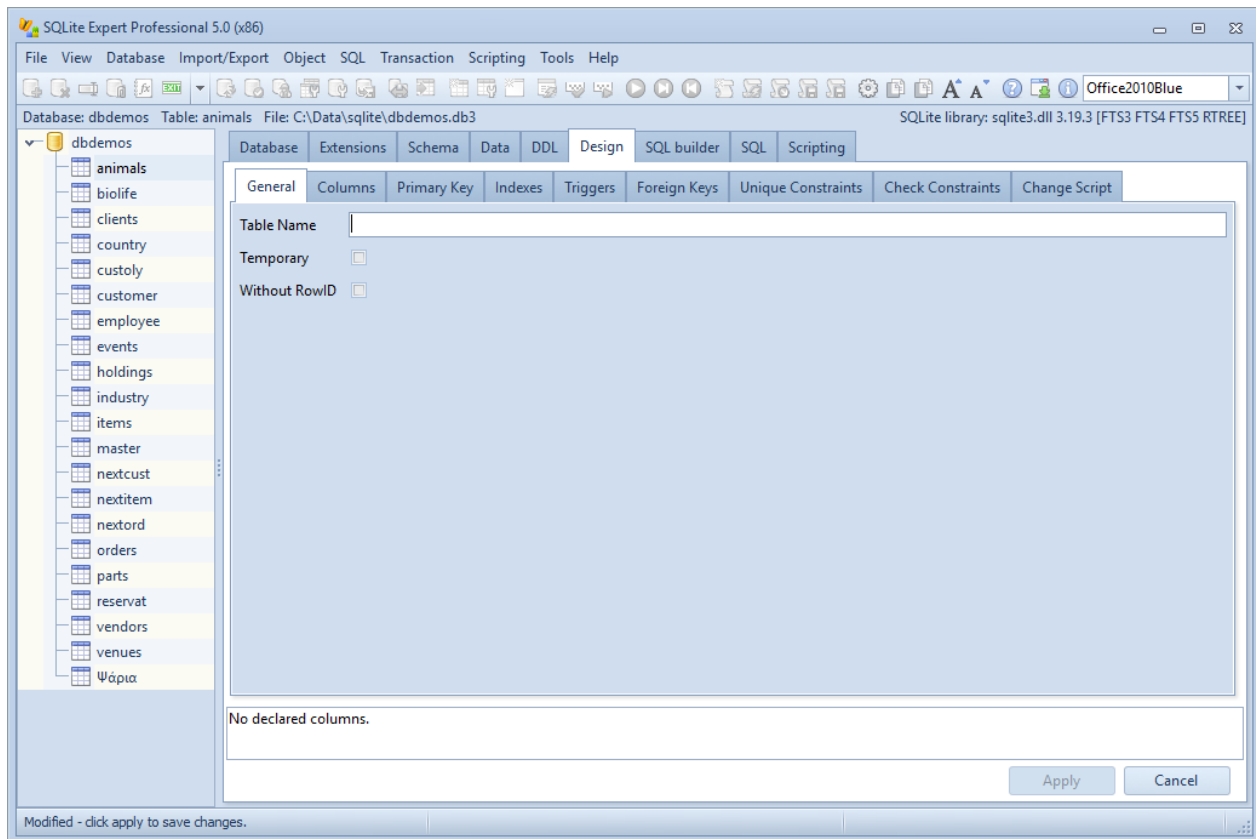 SQLite Expert Professional 5.0 (x86)
File View Database Import/Export Object SQL Transaction Scripting Tools Help
Office2010Blue
Database: dbdemos Table: animals File: C:\Data\sqlite\dbdemos.db3 SQLite library: sqlite3.dll 3.19.3 [FTS3 FTS4 FTS5 RTREE]
dbdemos
animals
biolife
clients
country
custoly
customer
employee
events
holdings
industry
items
master
nextcust
nextitem
nextord
orders
parts
reservat
vendors
venues
Ψάρια
Database Extensions Schema Data DDL Design SQL builder SQL Scripting
General Columns Primary Key Indexes Triggers Foreign Keys Unique Constraints Check Constraints Change Script
Table Name
Temporary
Without RowID
No declared columns.
Apply Cancel
Modified - click apply to save changes.